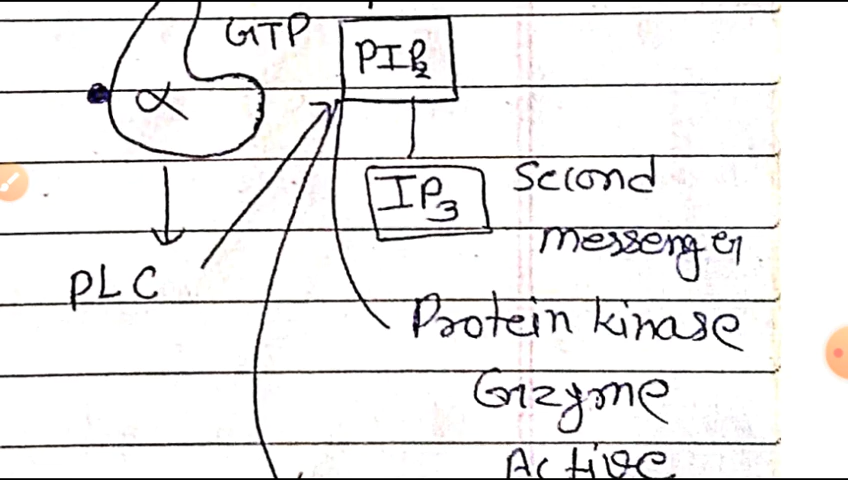 GTP
PIP2
α
IP3
Second
messenger
PLC
Protein kinase
Enzyme
Active